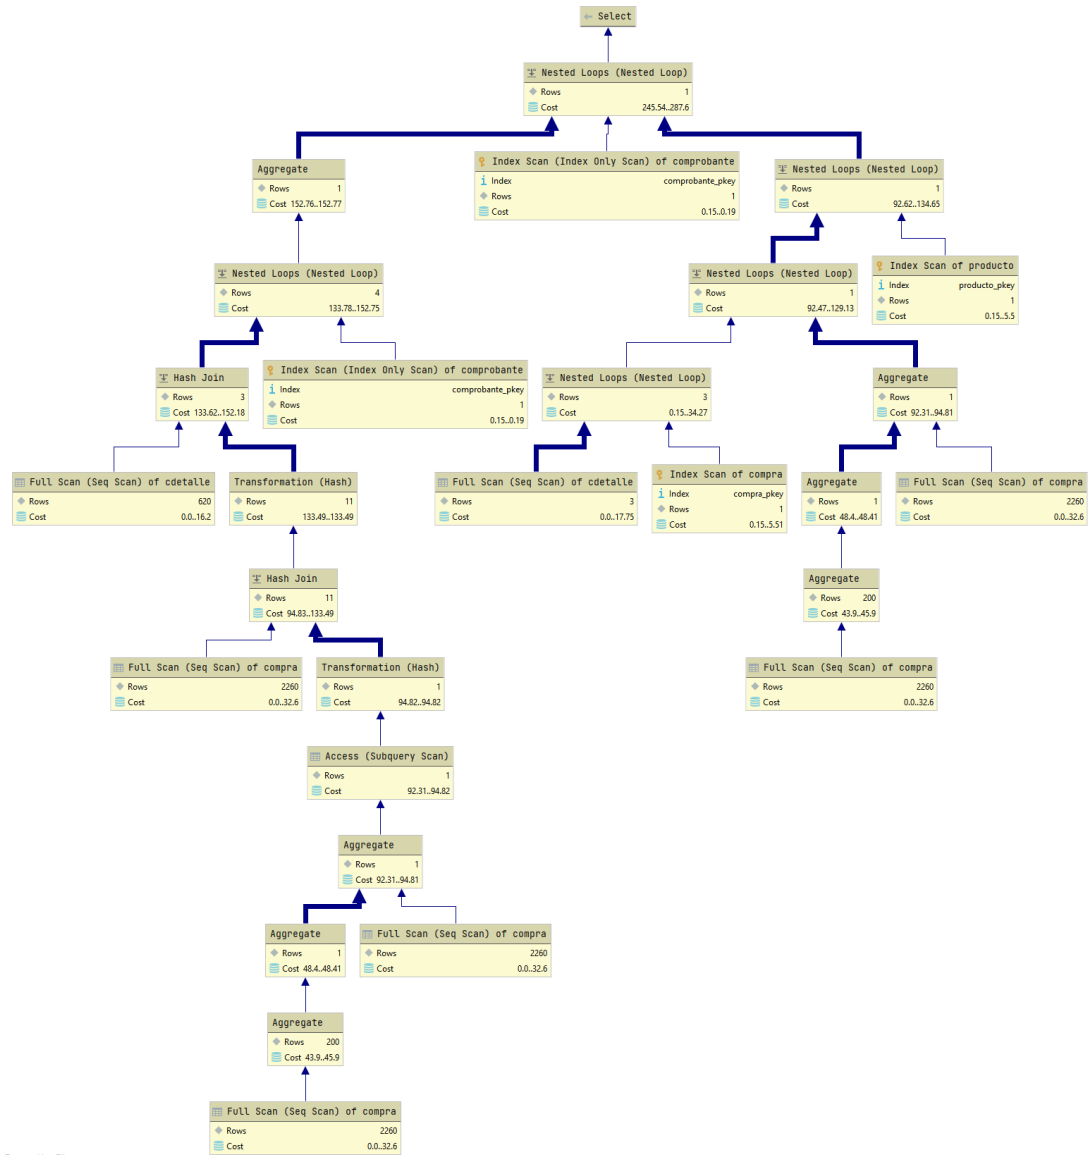 Select
Nested Loops (Nested Loop)
Rows 1
Cost 245.54..287.6
Aggregate
Rows 1
Cost 152.76..152.77
Index Scan (Index Only Scan) of comprobante
Index comprobante_pkey
Rows 1
Cost 0.15..0.19
Nested Loops (Nested Loop)
Rows 1
Cost 92.62..134.65
Nested Loops (Nested Loop)
Rows 4
Cost 133.78..152.75
Nested Loops (Nested Loop)
Rows 1
Cost 92.47..129.13
Index Scan of producto
Index producto_pkey
Rows 1
Cost 0.15..5.5
Hash Join
Rows 3
Cost 133.62..152.18
Index Scan (Index Only Scan) of comprobante
Index comprobante_pkey
Rows 1
Cost 0.15..0.19
Nested Loops (Nested Loop)
Rows 3
Cost 0.15..34.27
Aggregate
Rows 1
Cost 92.31..94.81
Full Scan (Seq Scan) of cdetalle
Rows 620
Cost 0.0..16.2
Transformation (Hash)
Rows 11
Cost 133.49..133.49
Full Scan (Seq Scan) of cdetalle
Rows 3
Cost 0.0..17.75
Index Scan of compra
Index compra_pkey
Rows 1
Cost 0.15..5.51
Aggregate
Rows 1
Cost 48.4..48.41
Full Scan (Seq Scan) of compra
Rows 2260
Cost 0.0..32.6
Hash Join
Rows 11
Cost 94.83..133.49
Aggregate
Rows 200
Cost 43.9..45.9
Full Scan (Seq Scan) of compra
Rows 2260
Cost 0.0..32.6
Transformation (Hash)
Rows 1
Cost 94.82..94.82
Full Scan (Seq Scan) of compra
Rows 2260
Cost 0.0..32.6
Access (Subquery Scan)
Rows 1
Cost 92.31..94.82
Aggregate
Rows 1
Cost 92.31..94.81
Aggregate
Rows 1
Cost 48.4..48.41
Full Scan (Seq Scan) of compra
Rows 2260
Cost 0.0..32.6
Aggregate
Rows 200
Cost 43.9..45.9
Full Scan (Seq Scan) of compra
Rows 2260
Cost 0.0..32.6